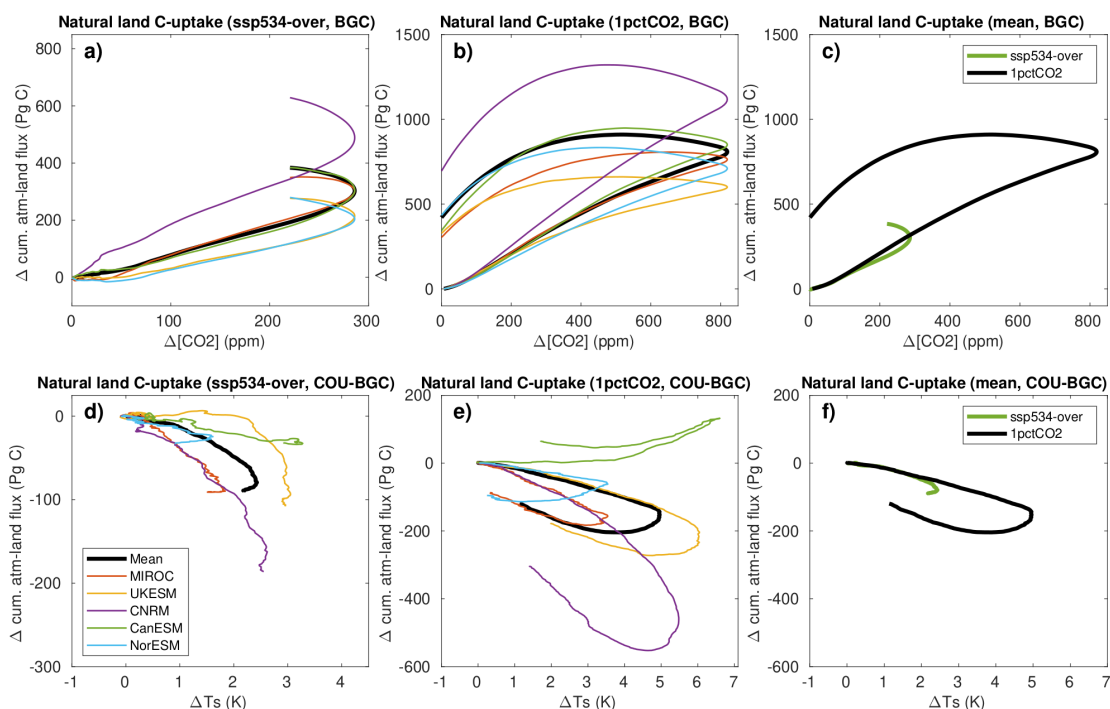 Natural land C-uptake (ssp534-over, BGC)
Natural land C-uptake (1pctCO2, BGC)
Natural land C-uptake (mean, BGC)
a)
b)
c)
ssp534-over
1pctCO2
800
600
400
200
0
1500
1000
500
0
1500
1000
500
0
Δ cum. atm-land flux (Pg C)
Δ cum. atm-land flux (Pg C)
Δ cum. atm-land flux (Pg C)
0 100 200 300
0 200 400 600 800
0 200 400 600 800
Δ[CO2] (ppm)
Δ[CO2] (ppm)
Δ[CO2] (ppm)
Natural land C-uptake (ssp534-over, COU-BGC)
Natural land C-uptake (1pctCO2, COU-BGC)
Natural land C-uptake (mean, COU-BGC)
d)
e)
f)
ssp534-over
1pctCO2
Mean
MIROC
UKESM
CNRM
CanESM
NorESM
0
-100
-200
-300
200
0
-200
-400
-600
200
0
-200
-400
-600
Δ cum. atm-land flux (Pg C)
Δ cum. atm-land flux (Pg C)
Δ cum. atm-land flux (Pg C)
-1 0 1 2 3 4
-1 0 1 2 3 4 5 6 7
-1 0 1 2 3 4 5 6 7
ΔTs (K)
ΔTs (K)
ΔTs (K)